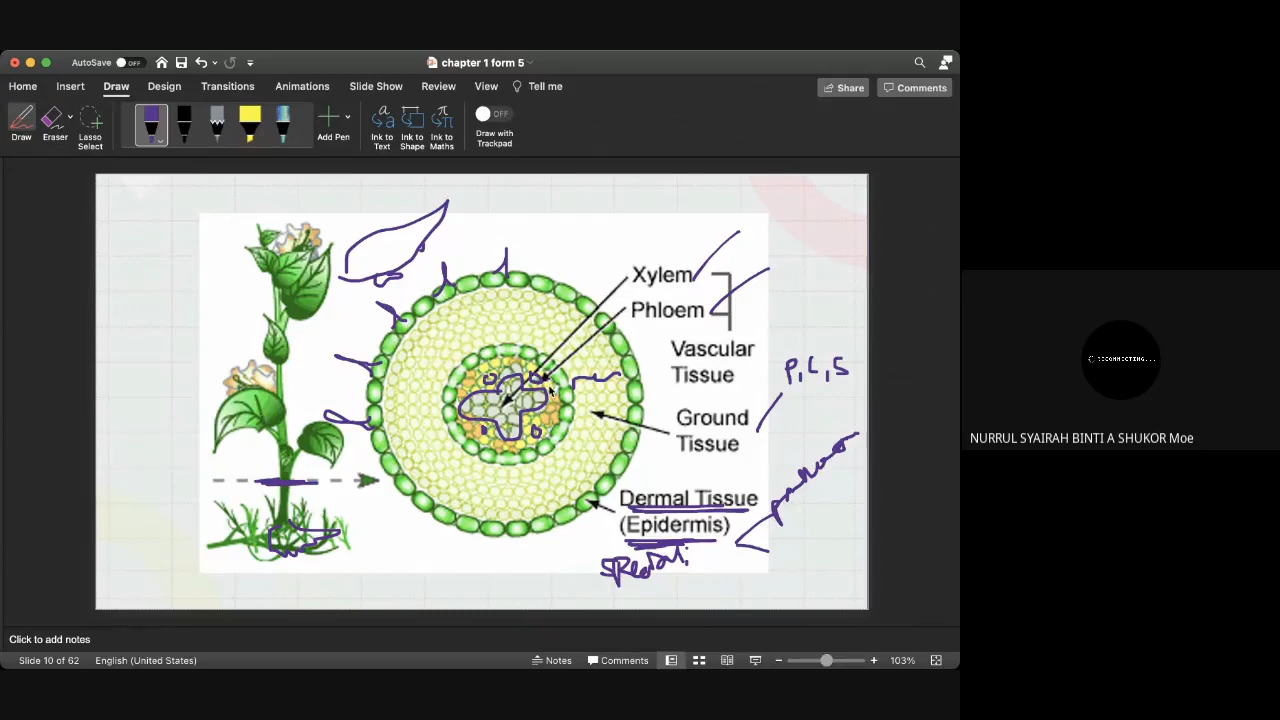 AutoSave OFF
chapter 1 form 5
Home Insert Draw Design Transitions Animations Slide Show Review View Tell me
Share Comments
Draw Eraser Lasso Select Add Pen Ink to Text Ink to Shape Ink to Maths OFF Draw with Trackpad
Xylem
Phloem
Vascular
Tissue
P, C, S
Ground
Tissue
Dermal Tissue
(Epidermis)
RECONNECTING...
NURRUL SYAIRAH BINTI A SHUKOR Moe
Click to add notes
Slide 10 of 62 English (United States) Notes Comments 103%